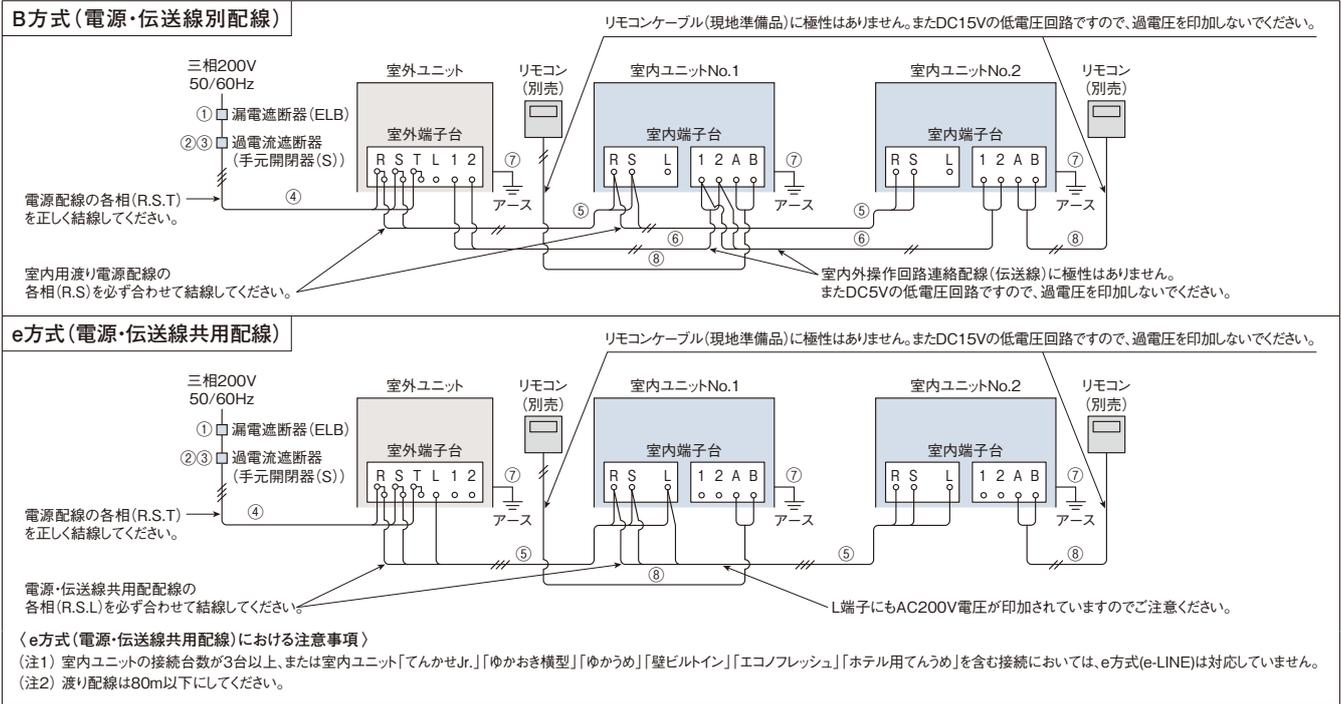 B方式(電源・伝送線別配線)
リモコンケーブル(現地準備品)に極性はありません。またDC15Vの低電圧回路ですので、過電圧を印加しないでください。
三相200V
50/60Hz
①
漏電遮断器(ELB)
②③
過電流遮断器
(手元開閉器(S))
電源配線の各相(R.S.T)
を正しく結線してください。
④
室外ユニット
室外端子台
R S T L 1 2
⑦
アース
リモコン
(別売)
室内ユニットNo.1
室内端子台
R S L
1 2 A B
⑦
アース
室内ユニットNo.2
室内端子台
R S L
1 2 A B
⑦
アース
リモコン
(別売)
⑤
⑤
⑥
⑥
⑧
⑧
室内用渡り電源配線の
各相(R.S)を必ず合わせて結線してください。
室内外操作回路連絡配線(伝送線)に極性はありません。
またDC5Vの低電圧回路ですので、過電圧を印加しないでください。
e方式(電源・伝送線共用配線)
リモコンケーブル(現地準備品)に極性はありません。またDC15Vの低電圧回路ですので、過電圧を印加しないでください。
三相200V
50/60Hz
①
漏電遮断器(ELB)
②③
過電流遮断器
(手元開閉器(S))
電源配線の各相(R.S.T)
を正しく結線してください。
④
室外ユニット
室外端子台
R S T L 1 2
⑦
アース
リモコン
(別売)
室内ユニットNo.1
室内端子台
R S L
1 2 A B
⑦
アース
室内ユニットNo.2
室内端子台
R S L
1 2 A B
⑦
アース
リモコン
(別売)
⑤
⑤
⑧
⑧
電源・伝送線共用配配線の
各相(R.S.L)を必ず合わせて結線してください。
L端子にもAC200V電圧が印加されていますのでご注意ください。
〈e方式(電源・伝送線共用配線)における注意事項〉
(注1) 室内ユニットの接続台数が3台以上、または室内ユニット「てんかせJr.」「ゆかおき横型」「ゆかうめ」「壁ビルトイン」「エコノフレッシュ」「ホテル用てんうめ」を含む接続においては、e方式(e-LINE)は対応していません。
(注2) 渡り配線は80m以下にしてください。